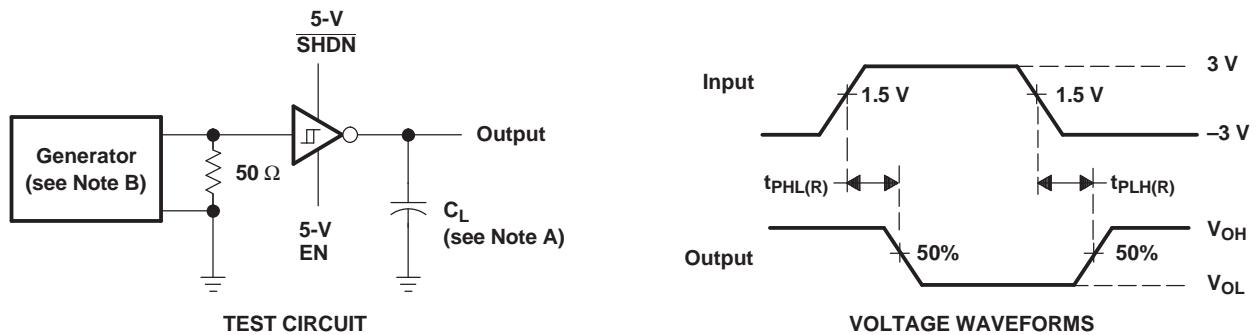 5-V
SHDN
Generator
(see Note B)
50 Ω
5-V
EN
Output
CL
(see Note A)
TEST CIRCUIT
Input
1.5 V
1.5 V
3 V
–3 V
tPHL(R)
tPLH(R)
Output
50%
50%
VOH
VOL
VOLTAGE WAVEFORMS